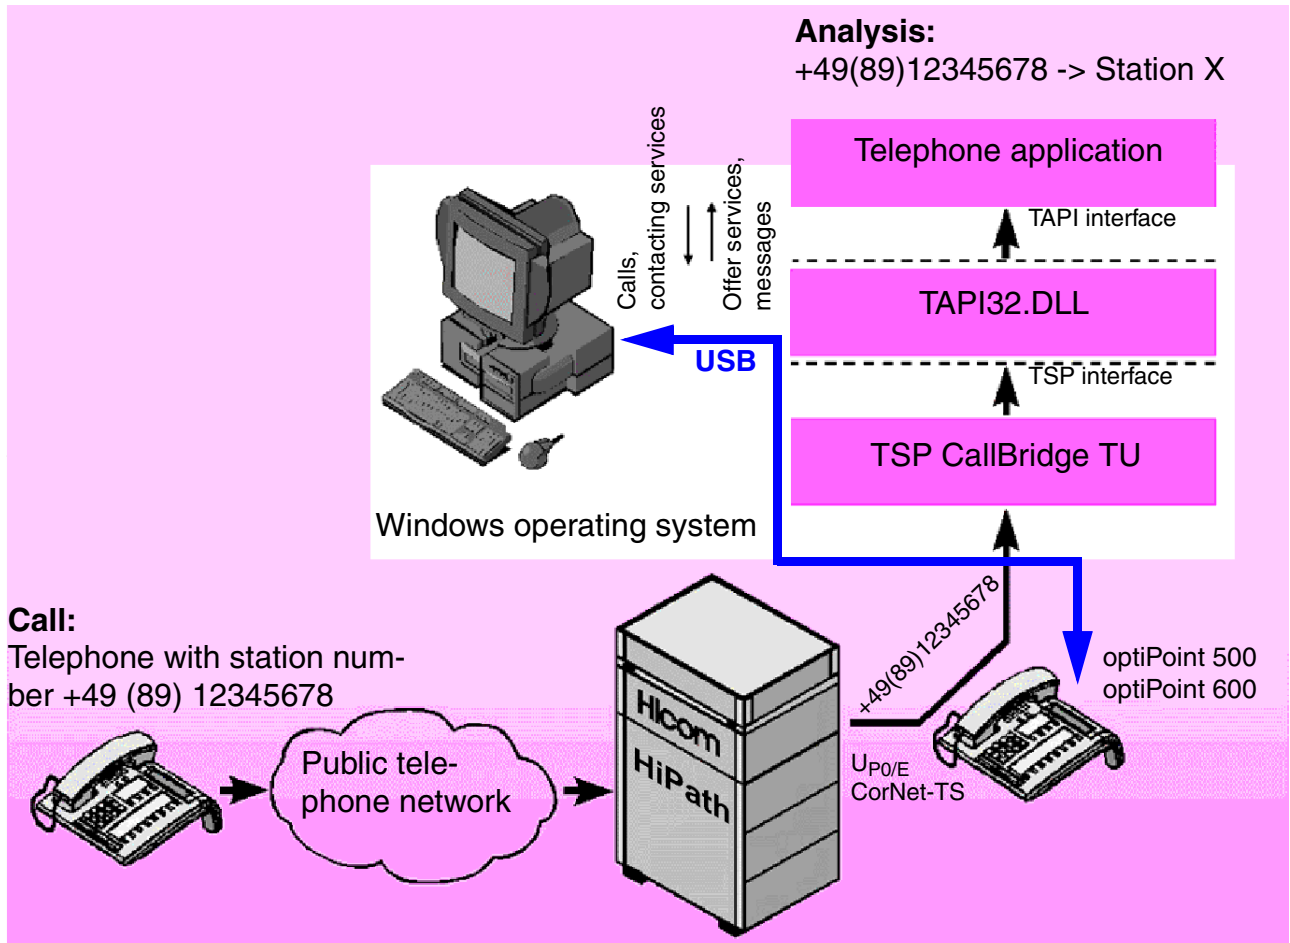 Analysis:
+49(89)12345678 -> Station X
Telephone application
TAPI interface
TAPI32.DLL
TSP interface
TSP CallBridge TU
Calls,
contacting services
Offer services,
messages
USB
Windows operating system
Call:
Telephone with station num-
ber +49 (89) 12345678
Public tele-
phone network
HIcom
HiPath
+49(89)12345678
UP0/E
CorNet-TS
optiPoint 500
optiPoint 600